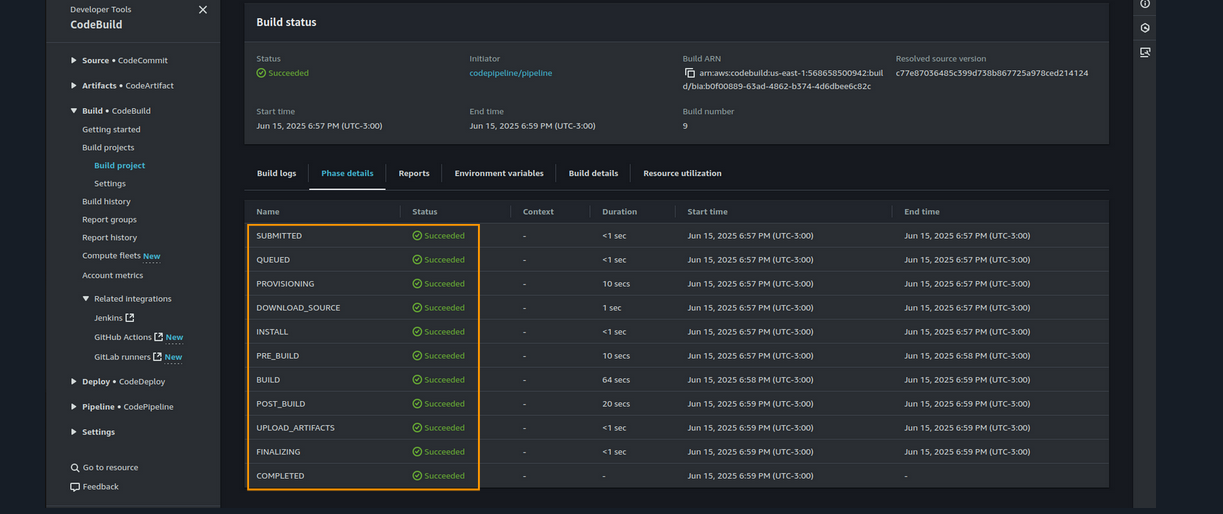 Developer Tools
CodeBuild
Source • CodeCommit
Artifacts • CodeArtifact
Build • CodeBuild
Getting started
Build projects
Build project
Settings
Build history
Report groups
Report history
Compute fleets New
Account metrics
Related integrations
Jenkins
GitHub Actions New
GitLab runners New
Deploy • CodeDeploy
Pipeline • CodePipeline
Settings
Go to resource
Feedback
Build status
Status
Succeeded
Initiator
codepipeline/pipeline
Build ARN
arn:aws:codebuild:us-east-1:568658500942:buil
d/bia:b0f00889-63ad-4862-b374-4d6dbee6c82c
Resolved source version
c77e87036485c399d738b867725a978ced214124
Start time
Jun 15, 2025 6:57 PM (UTC-3:00)
End time
Jun 15, 2025 6:59 PM (UTC-3:00)
Build number
9
Build logs Phase details Reports Environment variables Build details Resource utilization
Name Status Context Duration Start time End time
SUBMITTED Succeeded - <1 sec Jun 15, 2025 6:57 PM (UTC-3:00) Jun 15, 2025 6:57 PM (UTC-3:00)
QUEUED Succeeded - <1 sec Jun 15, 2025 6:57 PM (UTC-3:00) Jun 15, 2025 6:57 PM (UTC-3:00)
PROVISIONING Succeeded - 10 secs Jun 15, 2025 6:57 PM (UTC-3:00) Jun 15, 2025 6:57 PM (UTC-3:00)
DOWNLOAD_SOURCE Succeeded - 1 sec Jun 15, 2025 6:57 PM (UTC-3:00) Jun 15, 2025 6:57 PM (UTC-3:00)
INSTALL Succeeded - <1 sec Jun 15, 2025 6:57 PM (UTC-3:00) Jun 15, 2025 6:57 PM (UTC-3:00)
PRE_BUILD Succeeded - 10 secs Jun 15, 2025 6:57 PM (UTC-3:00) Jun 15, 2025 6:58 PM (UTC-3:00)
BUILD Succeeded - 64 secs Jun 15, 2025 6:58 PM (UTC-3:00) Jun 15, 2025 6:59 PM (UTC-3:00)
POST_BUILD Succeeded - 20 secs Jun 15, 2025 6:59 PM (UTC-3:00) Jun 15, 2025 6:59 PM (UTC-3:00)
UPLOAD_ARTIFACTS Succeeded - <1 sec Jun 15, 2025 6:59 PM (UTC-3:00) Jun 15, 2025 6:59 PM (UTC-3:00)
FINALIZING Succeeded - <1 sec Jun 15, 2025 6:59 PM (UTC-3:00) Jun 15, 2025 6:59 PM (UTC-3:00)
COMPLETED Succeeded - - Jun 15, 2025 6:59 PM (UTC-3:00) -